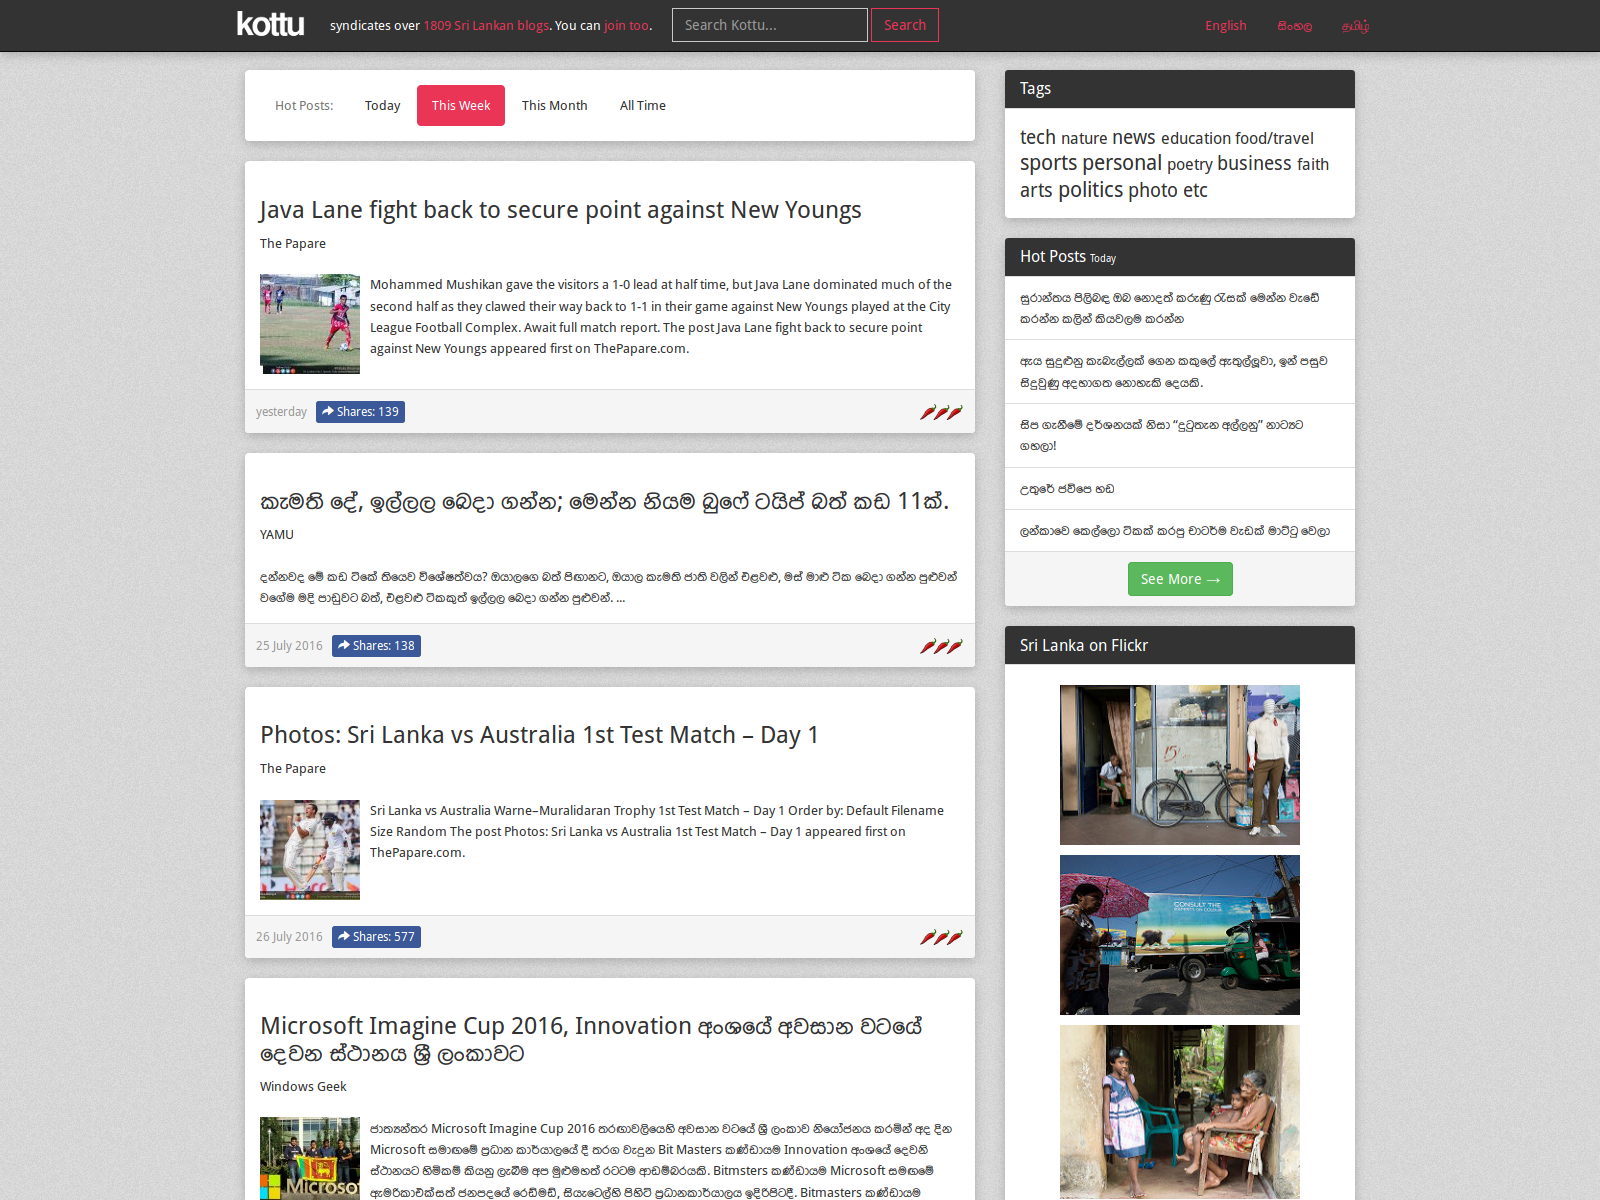 kottu
syndicates over 1809 Sri Lankan blogs. You can join too.
Search Kottu...
Search
English
සිංහල
தமிழ்
Hot Posts:
Today
This Week
This Month
All Time
Java Lane fight back to secure point against New Youngs
The Papare
Mohammed Mushikan gave the visitors a 1-0 lead at half time, but Java Lane dominated much of the
second half as they clawed their way back to 1-1 in their game against New Youngs played at the City
League Football Complex. Await full match report. The post Java Lane fight back to secure point
against New Youngs appeared first on ThePapare.com.
yesterday
Shares: 139
කැමති දේ, ඉල්ලල බෙදා ගන්න; මෙන්න නියම බුෆේ ටයිප් බත් කඩ 11ක්.
YAMU
දන්නවද මේ කඩ ටිකේ තියෙව විශේෂත්වය? ඔයාලගෙ බත් පිඟානට, ඔයාල කැමති ජාති වලින් එළවළු, මස් මාළු ටික බෙදා ගන්න පුළුවන්
වගේම මදි පාඩුවට බත්, එළවළු ටිකකුත් ඉල්ලල බෙදා ගන්න පුළුවන්. ...
25 July 2016
Shares: 138
Photos: Sri Lanka vs Australia 1st Test Match – Day 1
The Papare
Sri Lanka vs Australia Warne–Muralidaran Trophy 1st Test Match – Day 1 Order by: Default Filename
Size Random The post Photos: Sri Lanka vs Australia 1st Test Match – Day 1 appeared first on
ThePapare.com.
26 July 2016
Shares: 577
Microsoft Imagine Cup 2016, Innovation අංශයේ අවසාන වටයේ
දෙවන ස්ථානය ශ්‍රී ලංකාවට
Windows Geek
ජාත්‍යන්තර Microsoft Imagine Cup 2016 තරඟාවලියෙහි අවසාන වටයේ ශ්‍රී ලංකාව නියෝජනය කරමින් අද දින
Microsoft සමාගමේ ප්‍රධාන කාර්යාලයේ දී තරග වැදුන Bit Masters කණ්ඩායම Innovation අංශයේ දෙවනි
ස්ථානයට හිමිකම් කියනු ලැබීම අප මුළුමහත් රටටම ආඩම්බරයකි. Bitmsters කණ්ඩායම Microsoft සමඟමේ
ඇමරිකාඑක්සත් ජනපදයේ රෙඩ්මඩ්, සියැටෙල්හි පිහිටි ප්‍රධානකාර්යාලය ඉදිරිපිටදී. Bitmasters කණ්ඩායම
Tags
tech nature news education food/travel
sports personal poetry business faith
arts politics photo etc
Hot Posts Today
සුරාන්තය පිලිබඳ ඔබ නොදත් කරුණු රැසක් මෙන්න වැඩේ
කරන්න කලින් කියවලම කරන්න
ඇය සුදුළුනු කැබැල්ලක් ගෙන කකුලේ ඇතුල්ලුවා, ඉන් පසුව
සිදුවුණු අදහාගත නොහැකි දෙයකි.
සිප ගැනීමේ දර්ශනයක් නිසා “දුටුතැන අල්ලනු” නාට්‍යට
ගහලා!
උතුරේ ජවිපෙ හඩ
ලන්කාවෙ කෙල්ලො ටිකක් කරපු චාටර්ම වැඩක් මාට්ටු වෙලා
See More →
Sri Lanka on Flickr
CONSULT THE
Microsof